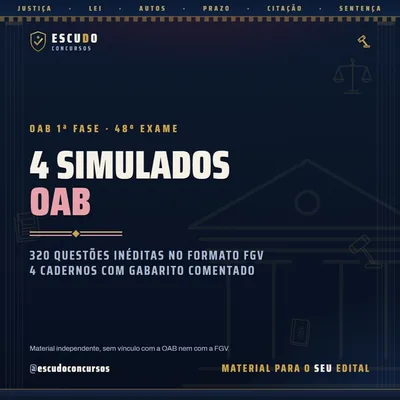 JUSTIÇA · LEI · AUTOS · PRAZO · CITAÇÃO · SENTENÇA
ESCUDO
CONCURSOS
OAB 1ª FASE · 48º EXAME
4 SIMULADOS
OAB
320 QUESTÕES INÉDITAS NO FORMATO FGV
4 CADERNOS COM GABARITO COMENTADO
Material independente, sem vínculo com a OAB nem com a FGV.
@escudoconcursos
MATERIAL PARA O SEU EDITAL